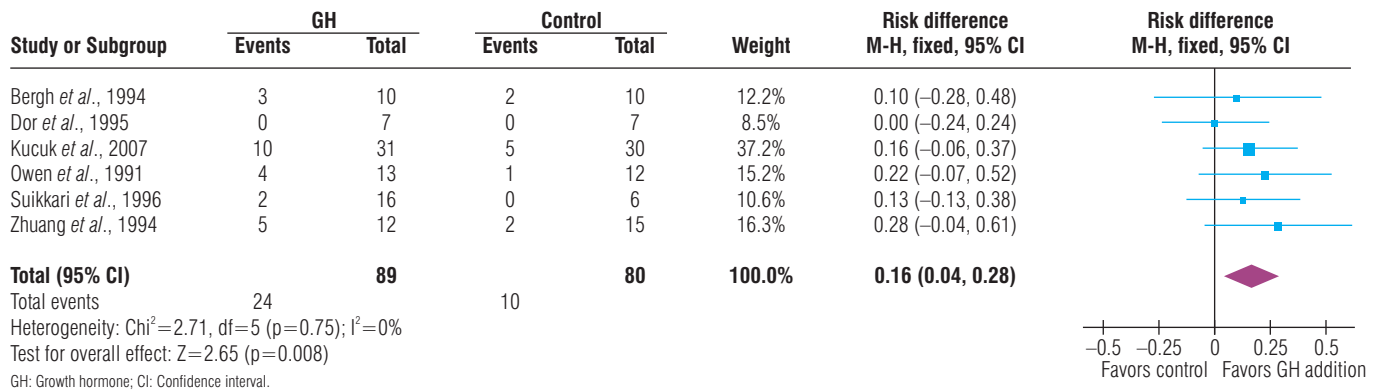 GH Control Risk difference Risk difference
Study or Subgroup Events Total Events Total Weight M-H, fixed, 95% CI M-H, fixed, 95% CI
Bergh et al., 1994 3 10 2 10 12.2% 0.10 (–0.28, 0.48)
Dor et al., 1995 0 7 0 7 8.5% 0.00 (–0.24, 0.24)
Kucuk et al., 2007 10 31 5 30 37.2% 0.16 (–0.06, 0.37)
Owen et al., 1991 4 13 1 12 15.2% 0.22 (–0.07, 0.52)
Suikkari et al., 1996 2 16 0 6 10.6% 0.13 (–0.13, 0.38)
Zhuang et al., 1994 5 12 2 15 16.3% 0.28 (–0.04, 0.61)
Total (95% CI) 89 80 100.0% 0.16 (0.04, 0.28)
Total events 24 10
Heterogeneity: Chi²=2.71, df=5 (p=0.75); I²=0%
Test for overall effect: Z=2.65 (p=0.008)
–0.5 –0.25 0 0.25 0.5
Favors control Favors GH addition
GH: Growth hormone; CI: Confidence interval.